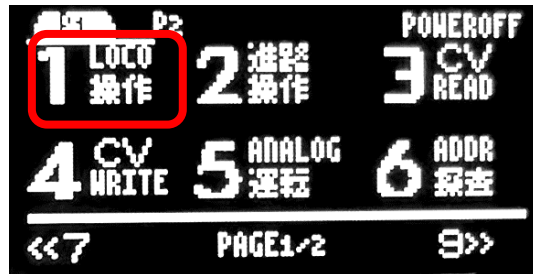 P2 POWEROFF
1 LOCO 操作 2 進路 操作 3 CV READ
4 CV WRITE 5 ANALOG 運転 6 ADDR 探査
<<7 PAGE1/2 9>>